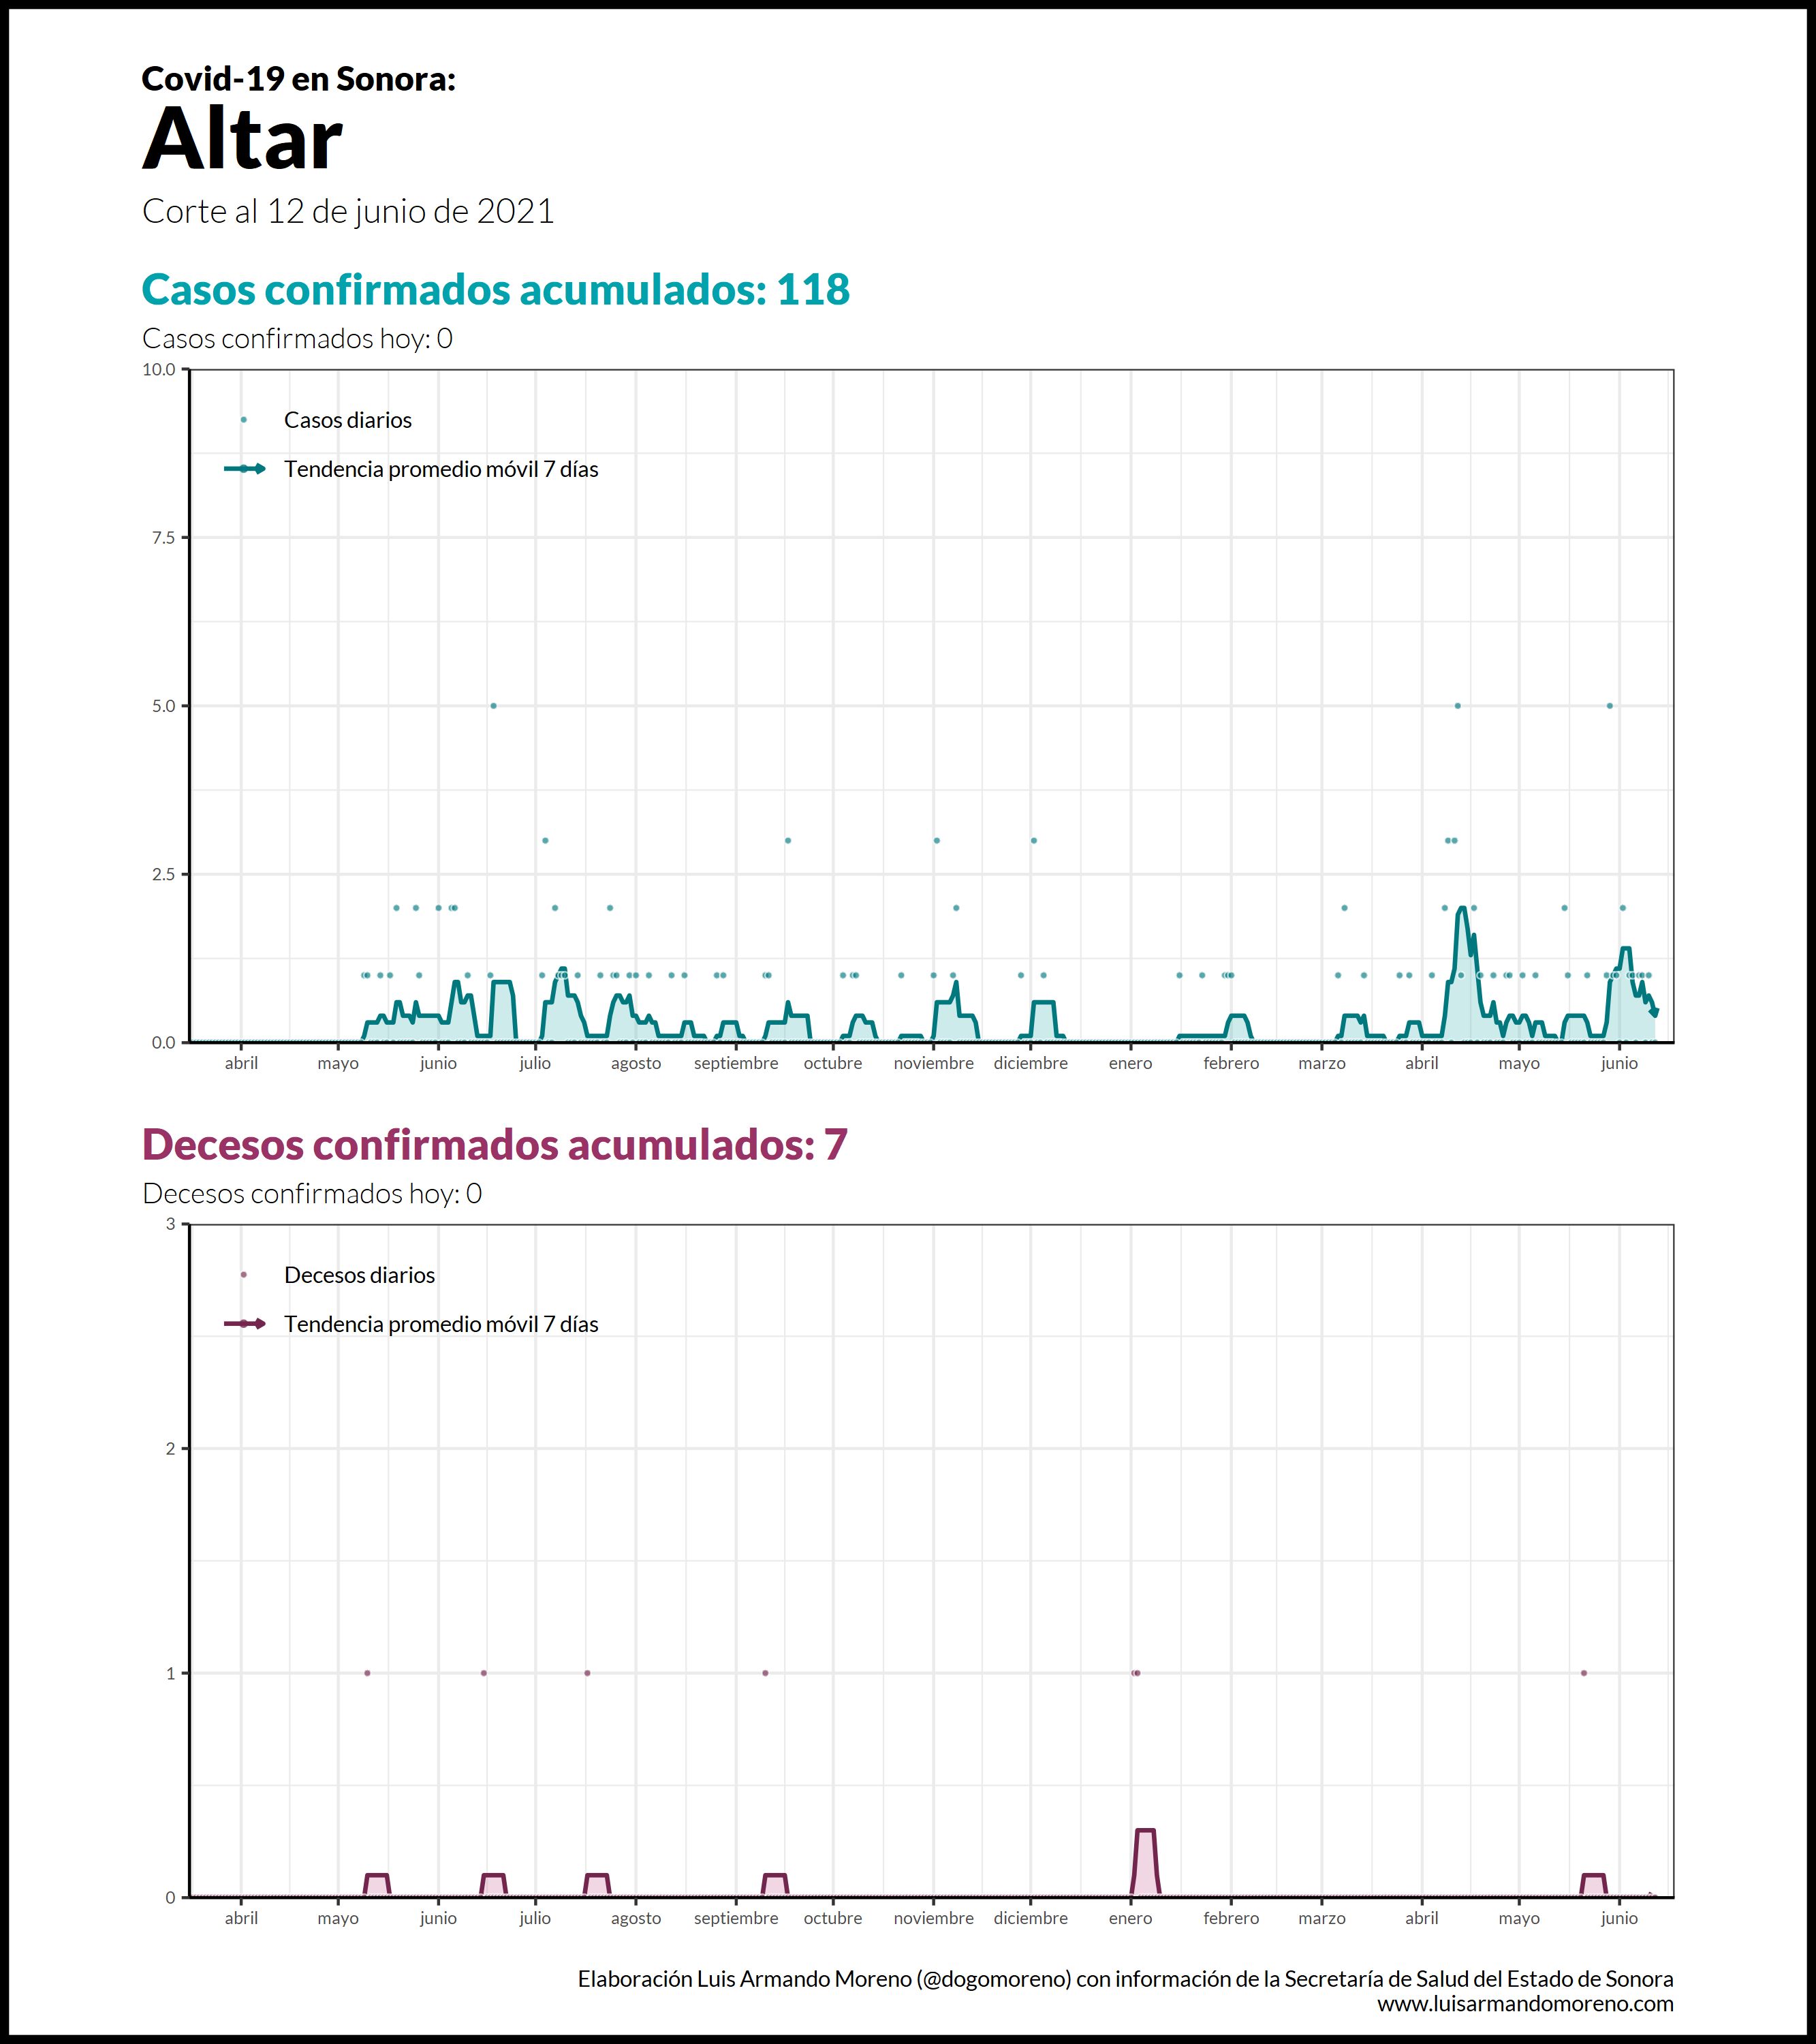 Covid-19 en Sonora:
Altar
Corte al 12 de junio de 2021
Casos confirmados acumulados: 118
Casos confirmados hoy: 0
10.0
Casos diarios
Tendencia promedio móvil 7 días
7.5
5.0
2.5
0.0
abril mayo junio julio agosto septiembre octubre noviembre diciembre enero febrero marzo abril mayo junio
Decesos confirmados acumulados: 7
Decesos confirmados hoy: 0
3
Decesos diarios
Tendencia promedio móvil 7 días
2
1
0
abril mayo junio julio agosto septiembre octubre noviembre diciembre enero febrero marzo abril mayo junio
Elaboración Luis Armando Moreno (@dogomoreno) con información de la Secretaría de Salud del Estado de Sonora
www.luisarmandomoreno.com